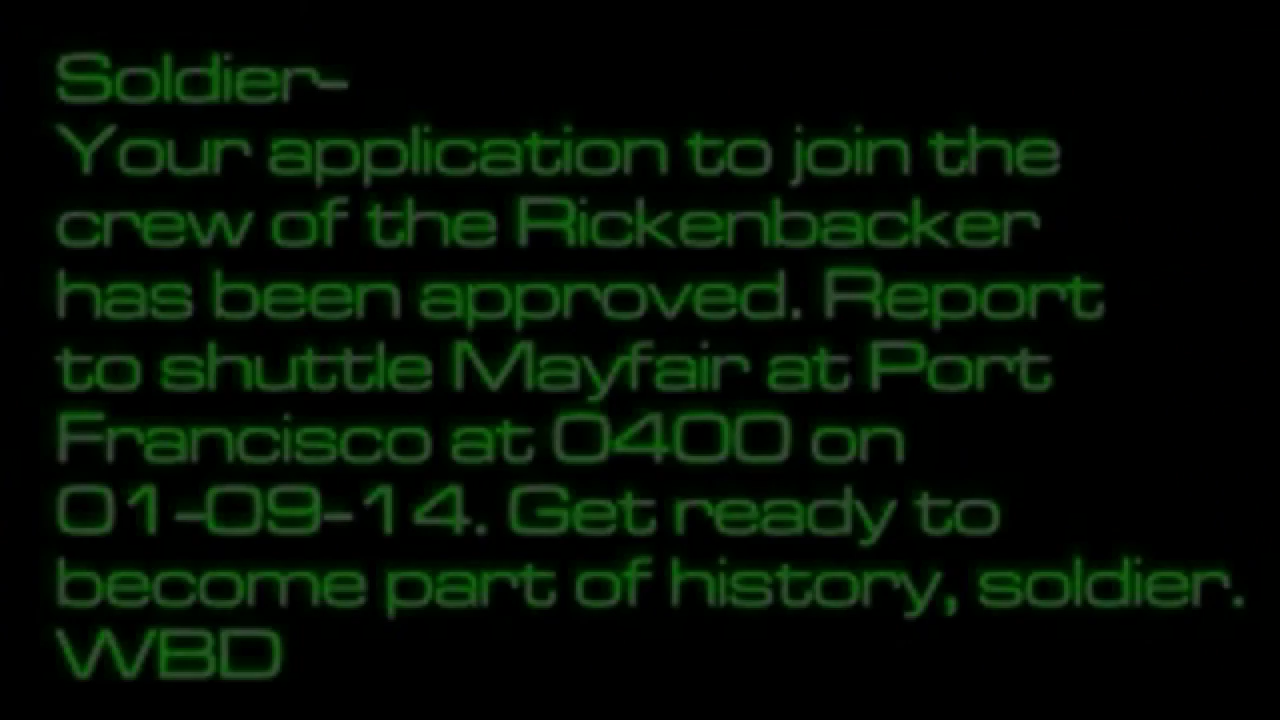 Soldier-
Your application to join the
crew of the Rickenbacker
has been approved. Report
to shuttle Mayfair at Port
Francisco at 0400 on
01-09-14. Get ready to
become part of history, soldier.
WBD